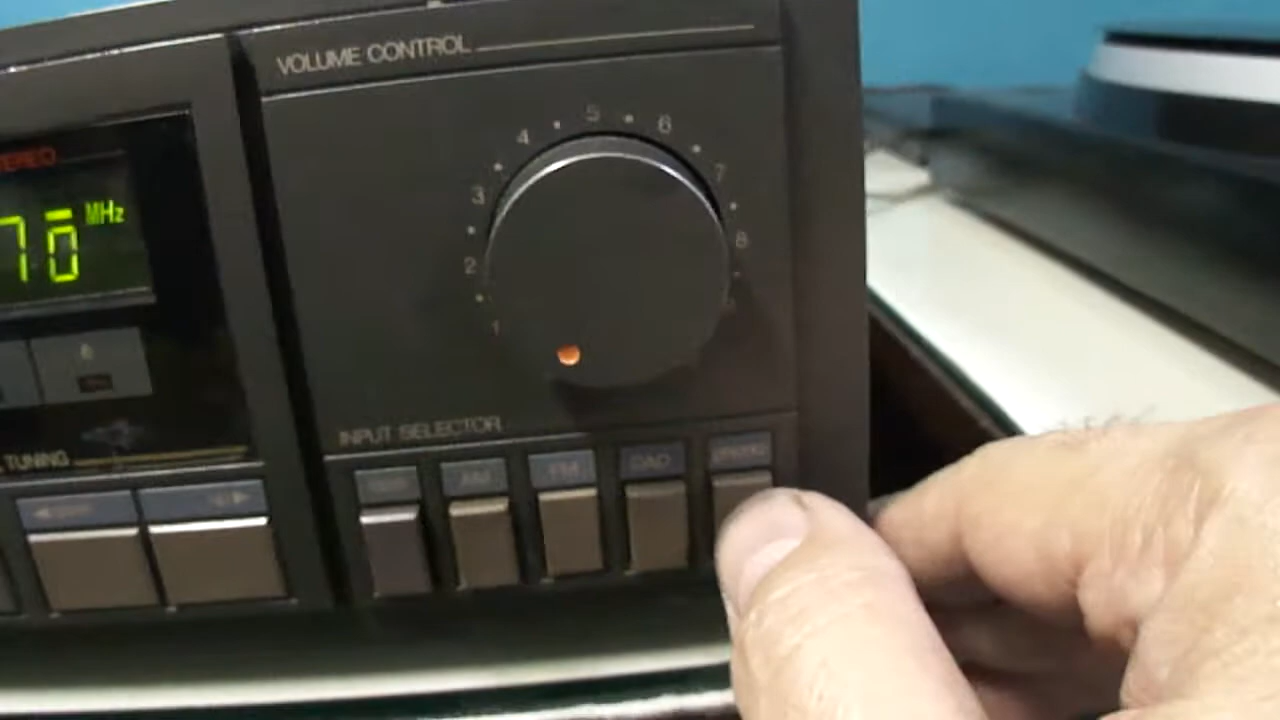 VOLUME CONTROL
5
4
6
3
7
2
8
1
STEREO
70 MHz
INPUT SELECTOR
TUNING
AM
FM
DAD
PHONO